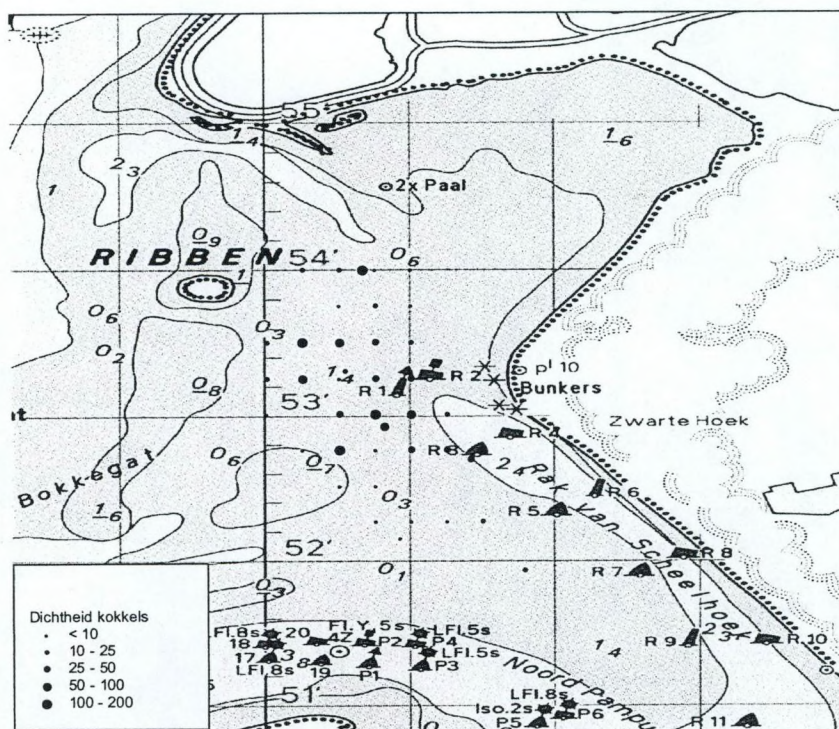 55'
1 4
1 6
2 3
1
2x Paal
0 9
RIBBEN 54'
0 6
1
0 6
0 3
0 2
1 4
R 2
pl 10
R 1
Bunkers
0 8
53'
Zwarte Hoek
R 4
R 3
2 4
0 6
0 7
Bokkegat
Rak van Scheelhoek
R 6
0 3
1 6
R 5
52'
R 8
0 1
R 7
0 3
Dichtheid kokkels
< 10
10 - 25
25 - 50
50 - 100
100 - 200
LFl.8s 20
Fl.Y. 5s
LFl.5s
18
4Z
P2
P4
1 4
R 9
2 3
R 10
17
3
8
LFl.5s
LFl.8s
19
P1
P3
Noord Pampu
51'
LFl.8s
Iso.2s
P6
P5
R 11